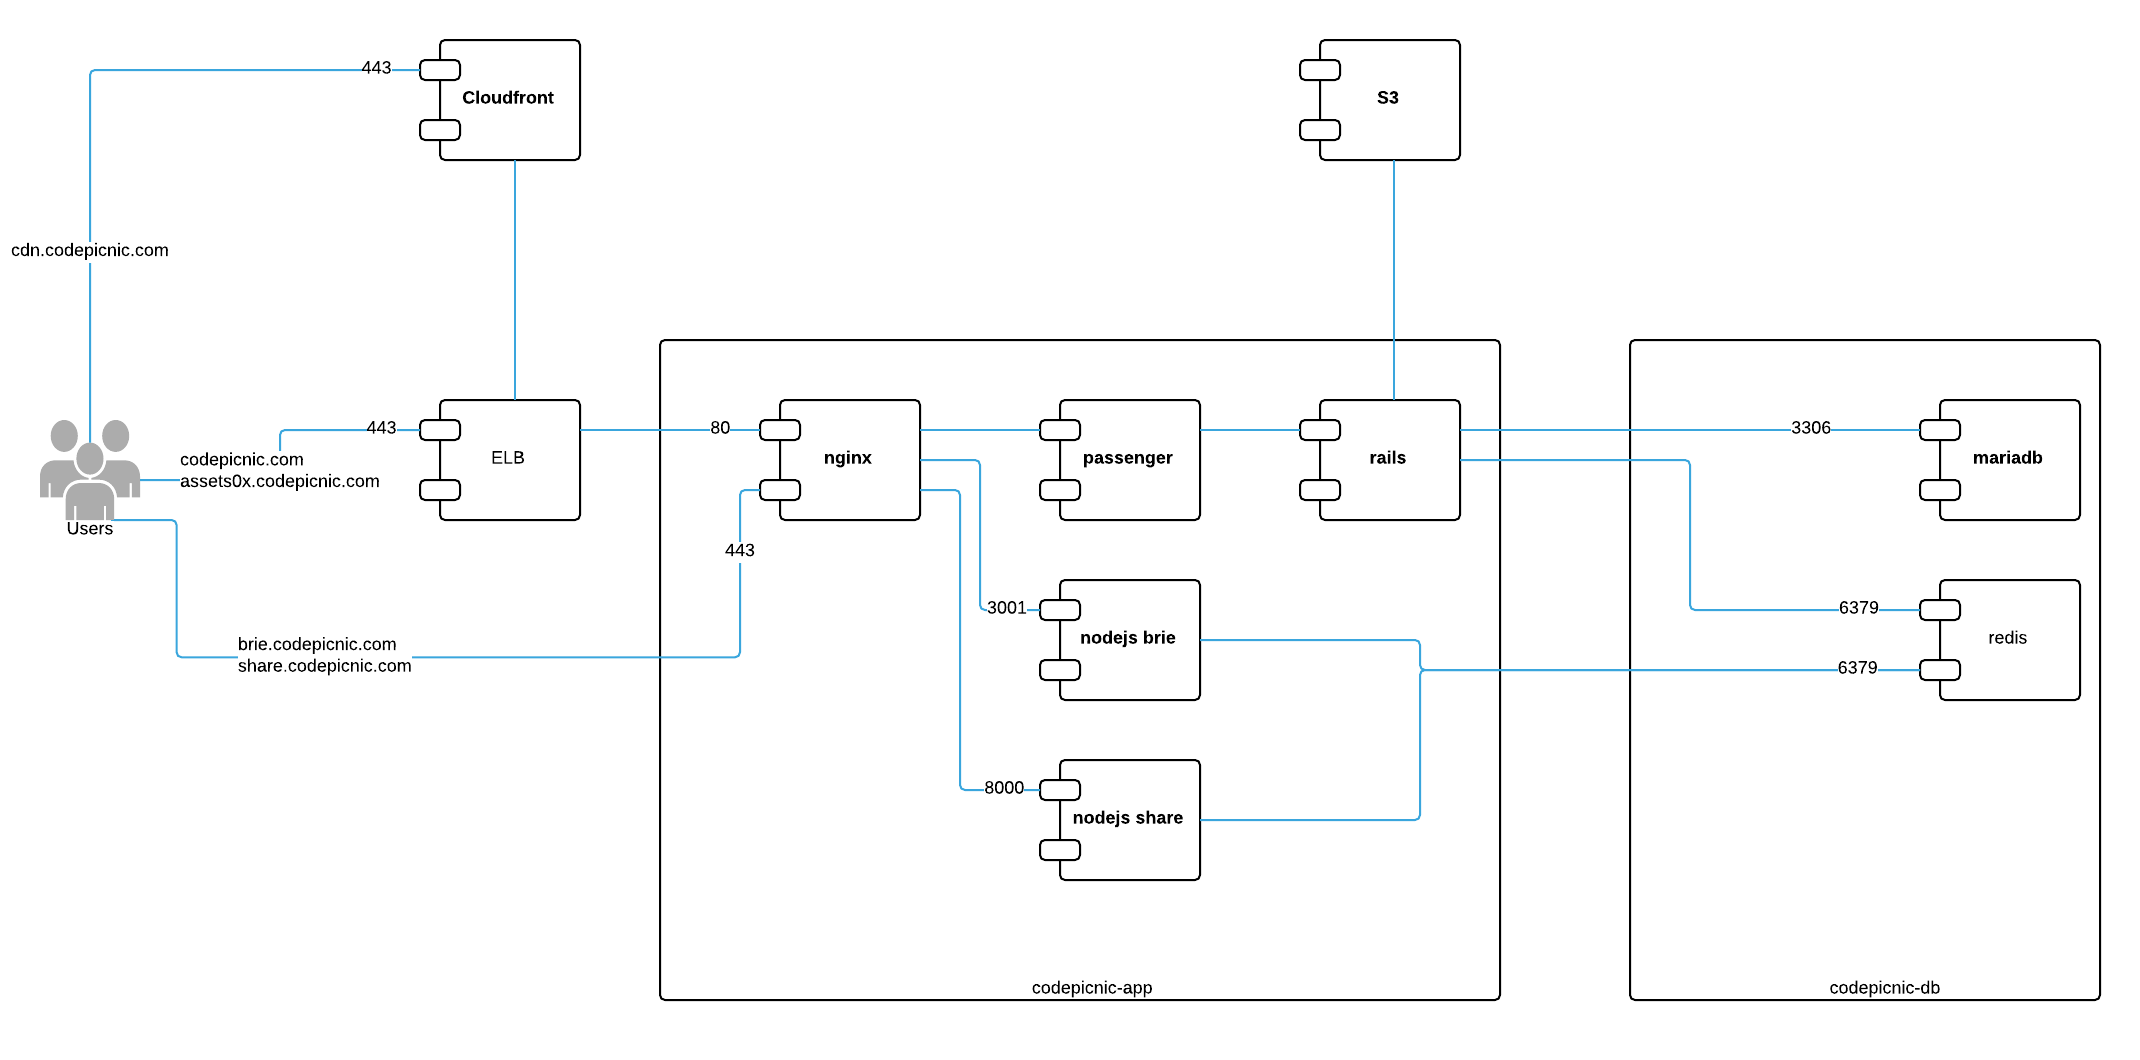 443
Cloudfront
S3
cdn.codepicnic.com
443
codepicnic.com
assets0x.codepicnic.com
Users
ELB
80
nginx
passenger
rails
3306
mariadb
443
brie.codepicnic.com
share.codepicnic.com
3001
nodejs brie
6379
redis
6379
8000
nodejs share
codepicnic-app
codepicnic-db